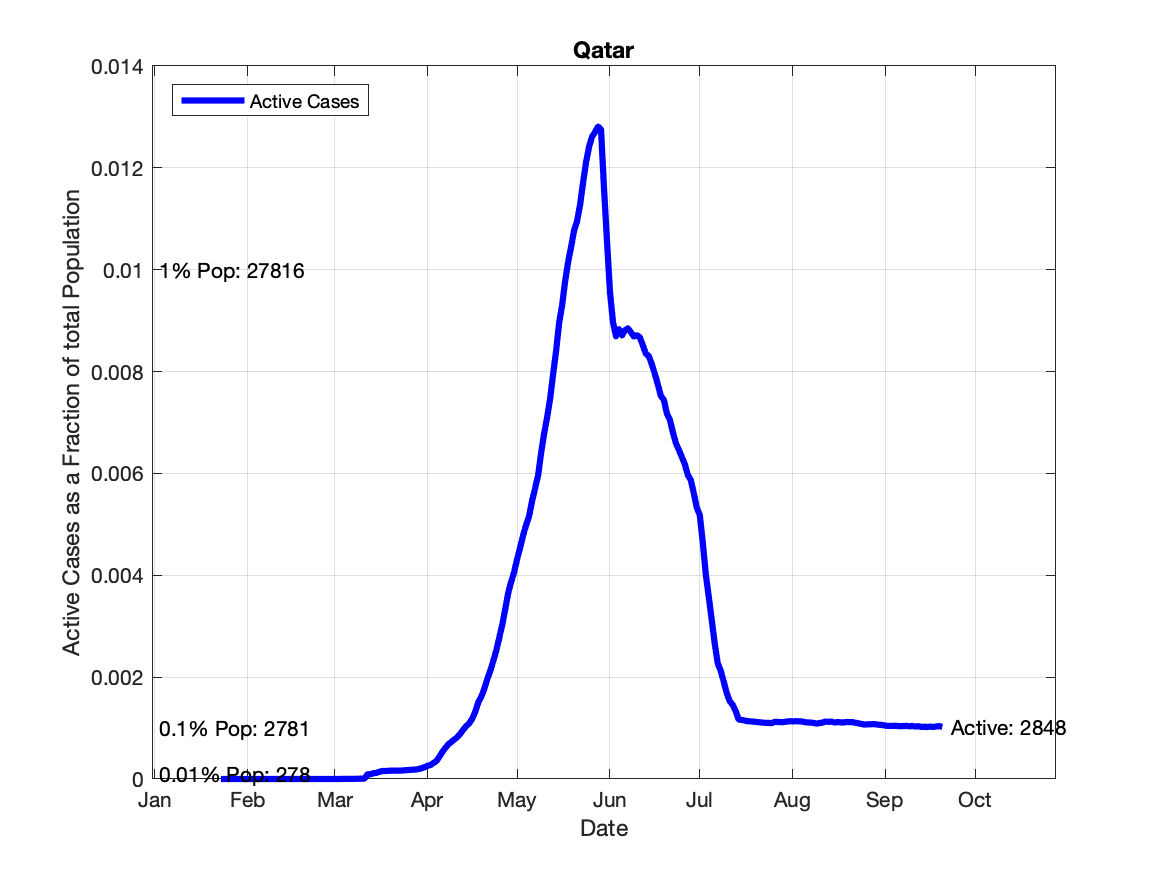 Qatar
0.014
Active Cases
0.012
0.01
1% Pop: 27816
0.008
0.006
0.004
0.002
0.1% Pop: 2781
Active: 2848
0.01% Pop: 278
0
Jan Feb Mar Apr May Jun Jul Aug Sep Oct
Date
Active Cases as a Fraction of total Population